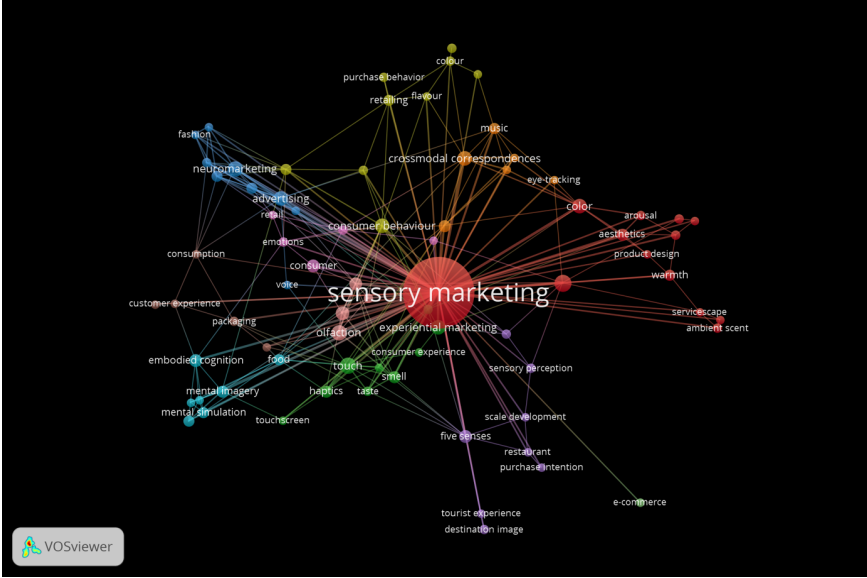 colour
purchase behavior
retailing
flavour
music
fashion
crossmodal correspondences
neuromarketing
eye-tracking
advertising
color
retail
arousal
consumer behaviour
aesthetics
emotions
consumption
product design
consumer
warmth
voice
sensory marketing
customer experience
servicescape
packaging
experiential marketing
ambient scent
olfaction
consumer experience
embodied cognition
food
touch
sensory perception
smell
mental imagery
haptics
taste
mental simulation
touchscreen
scale development
five senses
restaurant
purchase intention
e-commerce
tourist experience
destination image
VOSviewer